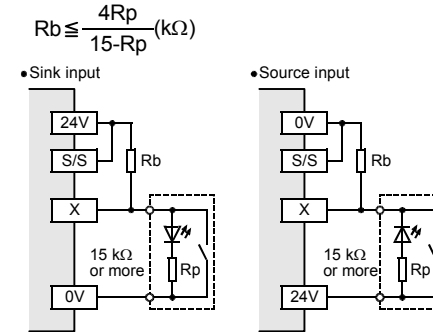 Rb≦ 4Rp / 15-Rp (kΩ)
•Sink input
24V
S/S
Rb
X
15 kΩ
or more
Rp
0V
•Source input
0V
S/S
Rb
X
15 kΩ
or more
Rp
24V